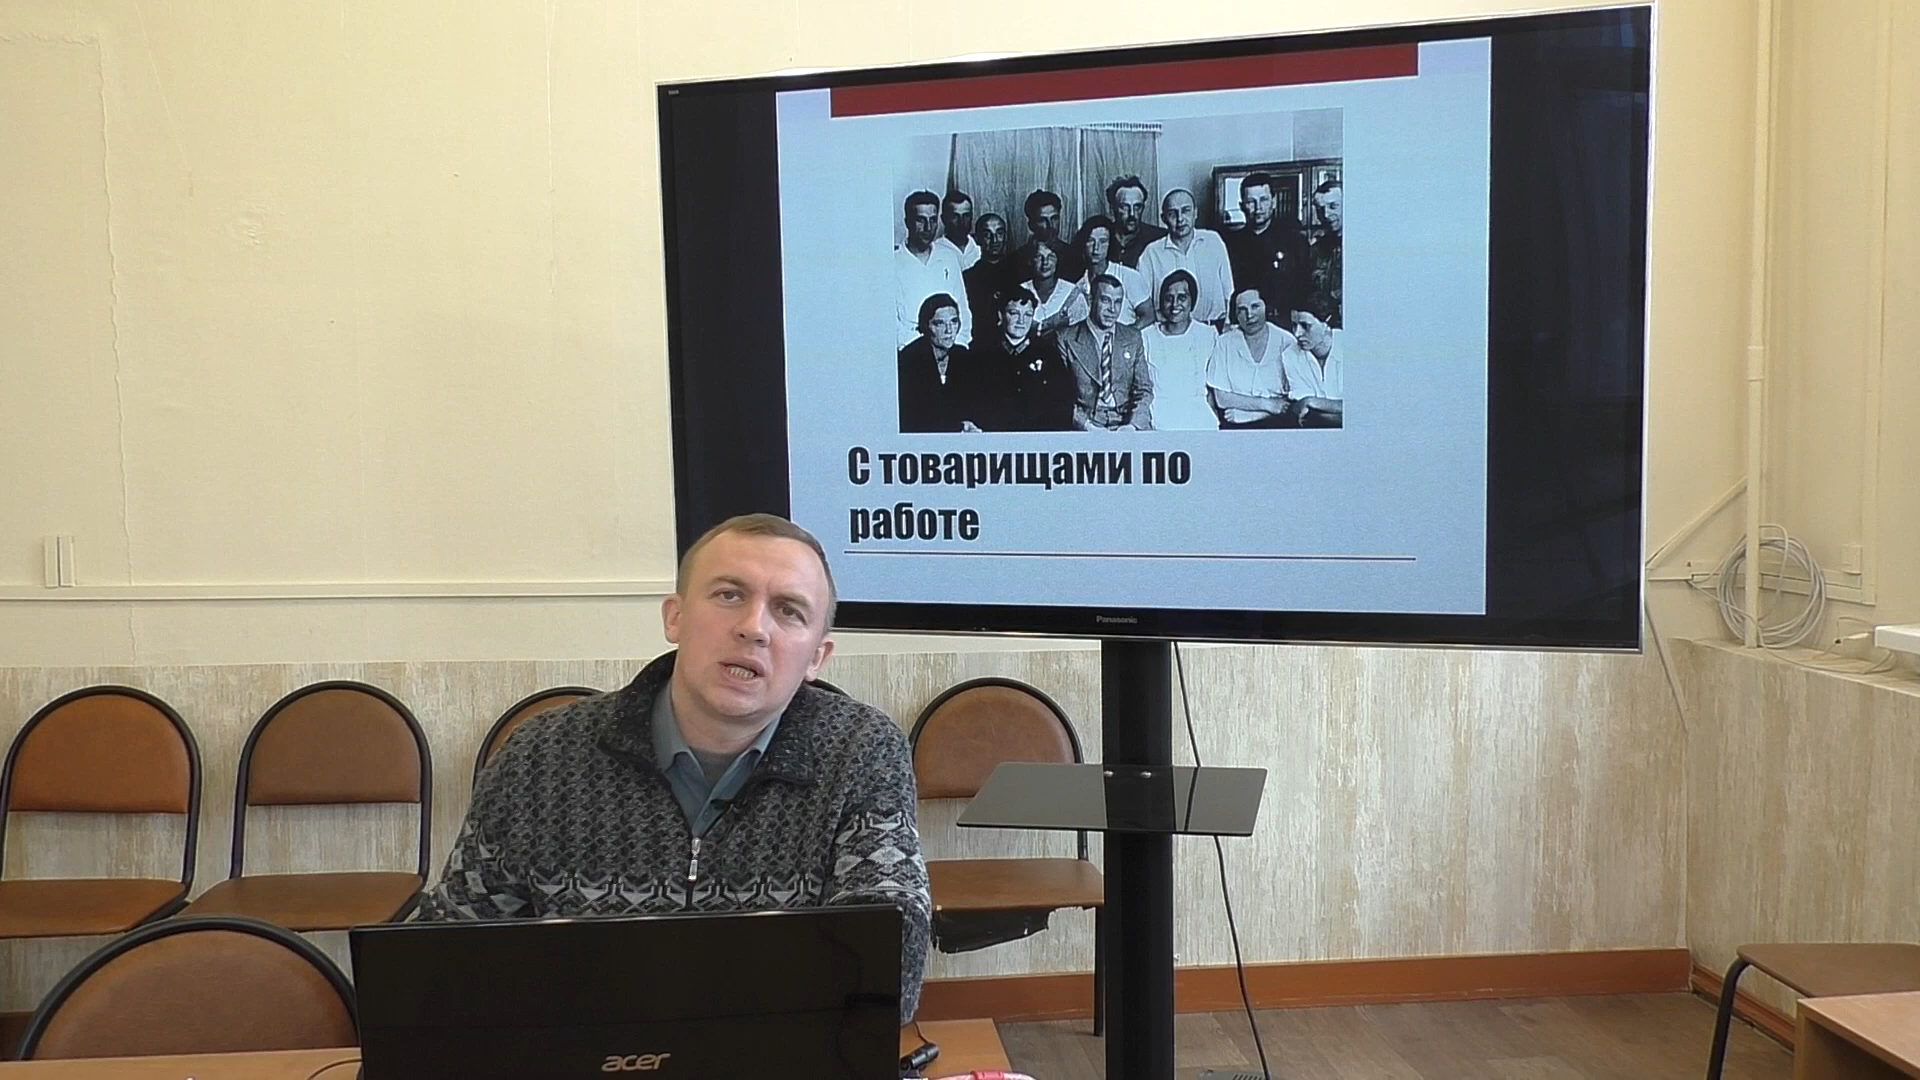 С товарищами по
работе
Panasonic
acer